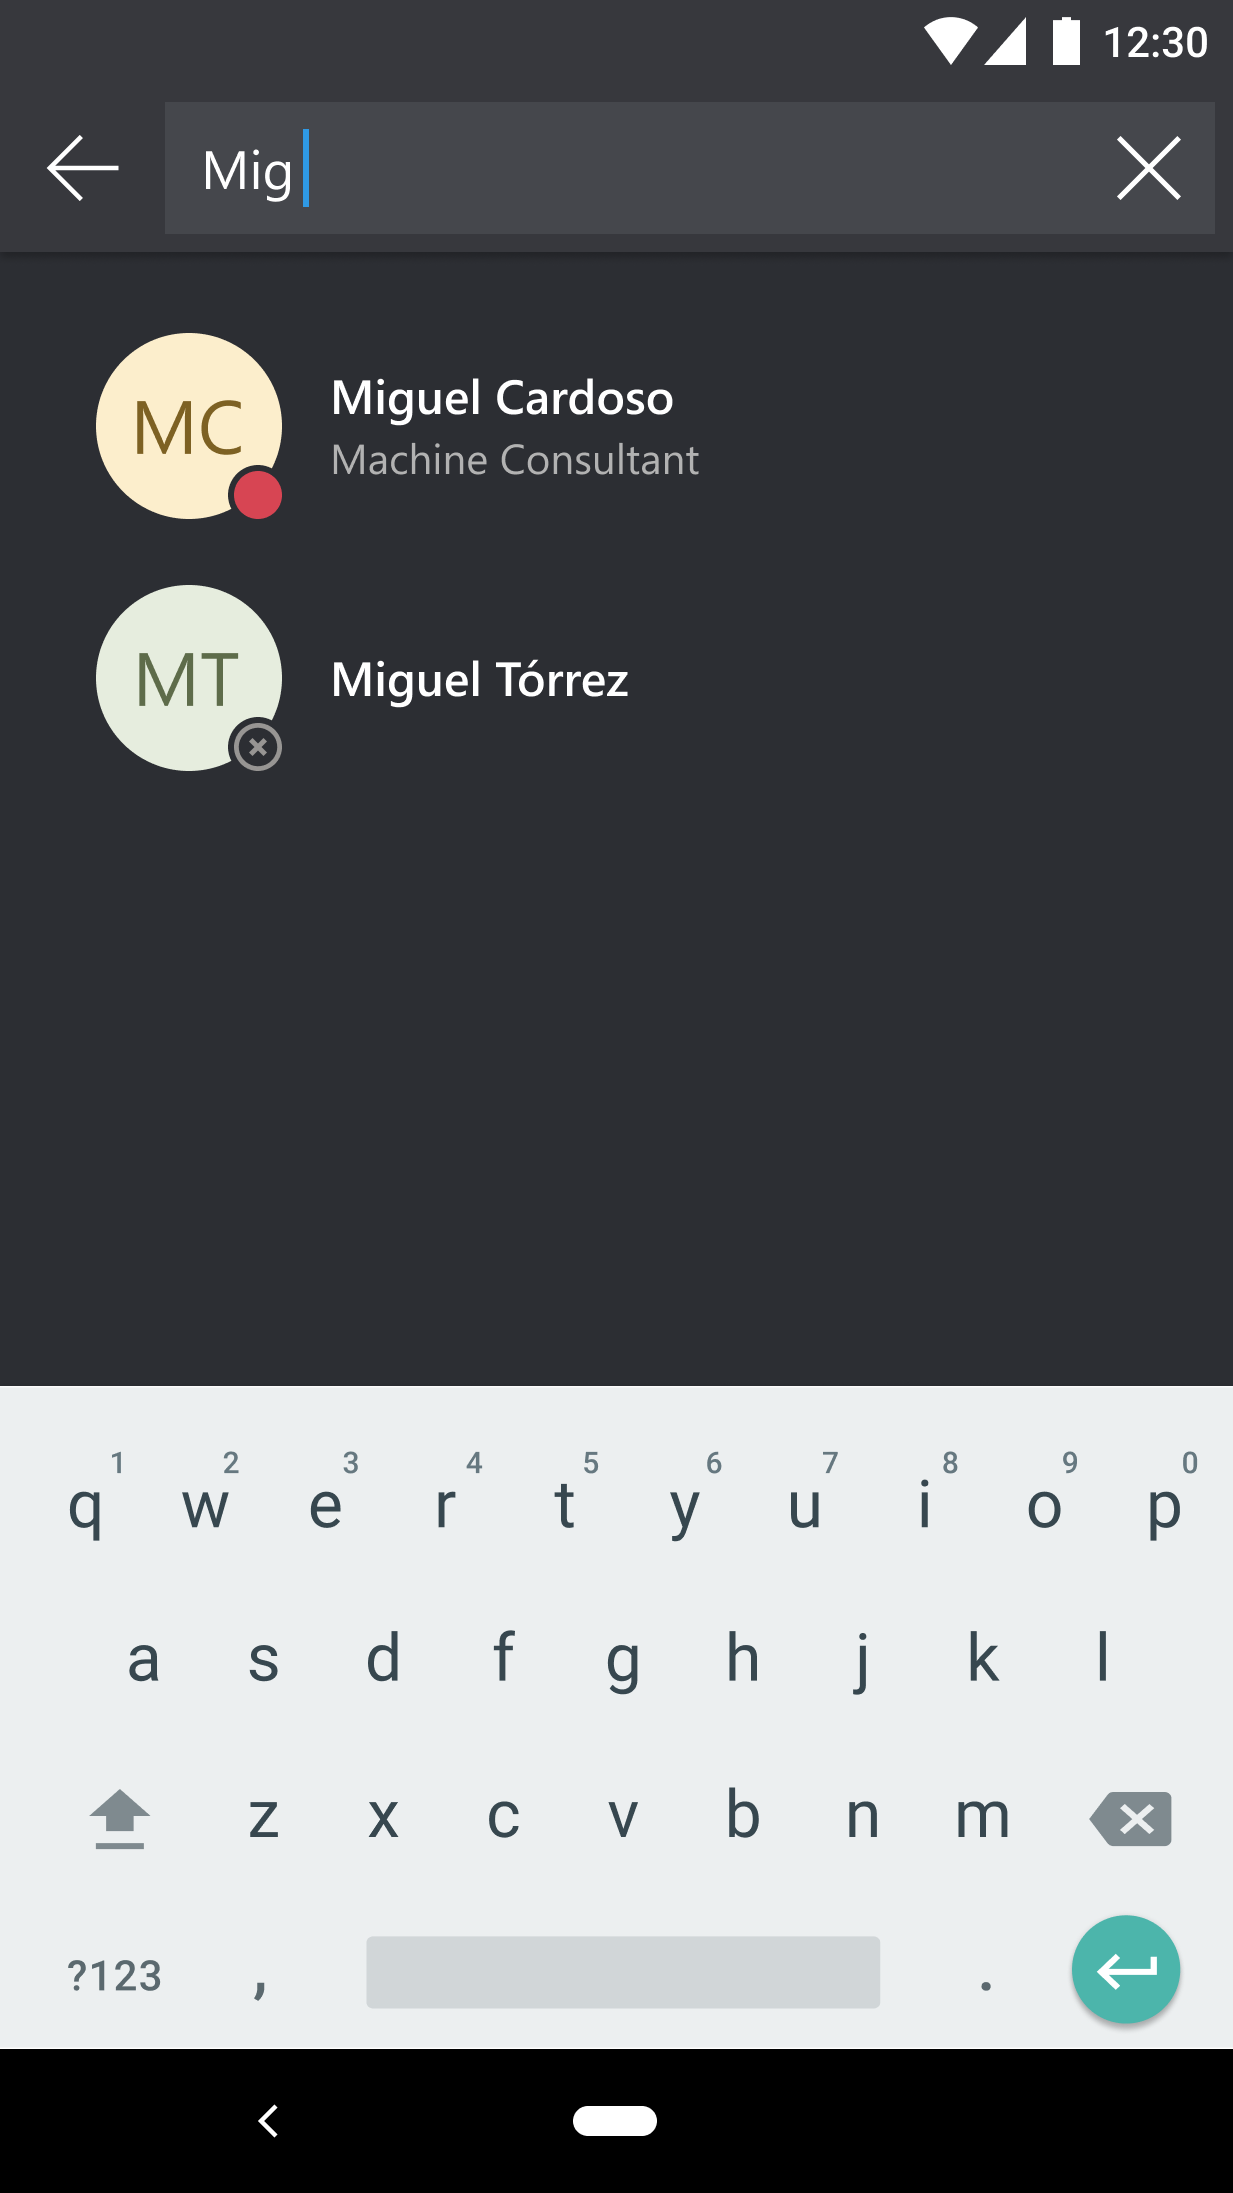 12:30
Mig
MC
Miguel Cardoso
Machine Consultant
MT
Miguel Tórrez
1 2 3 4 5 6 7 8 9 0
q w e r t y u i o p
a s d f g h j k l
z x c v b n m
?123 , .